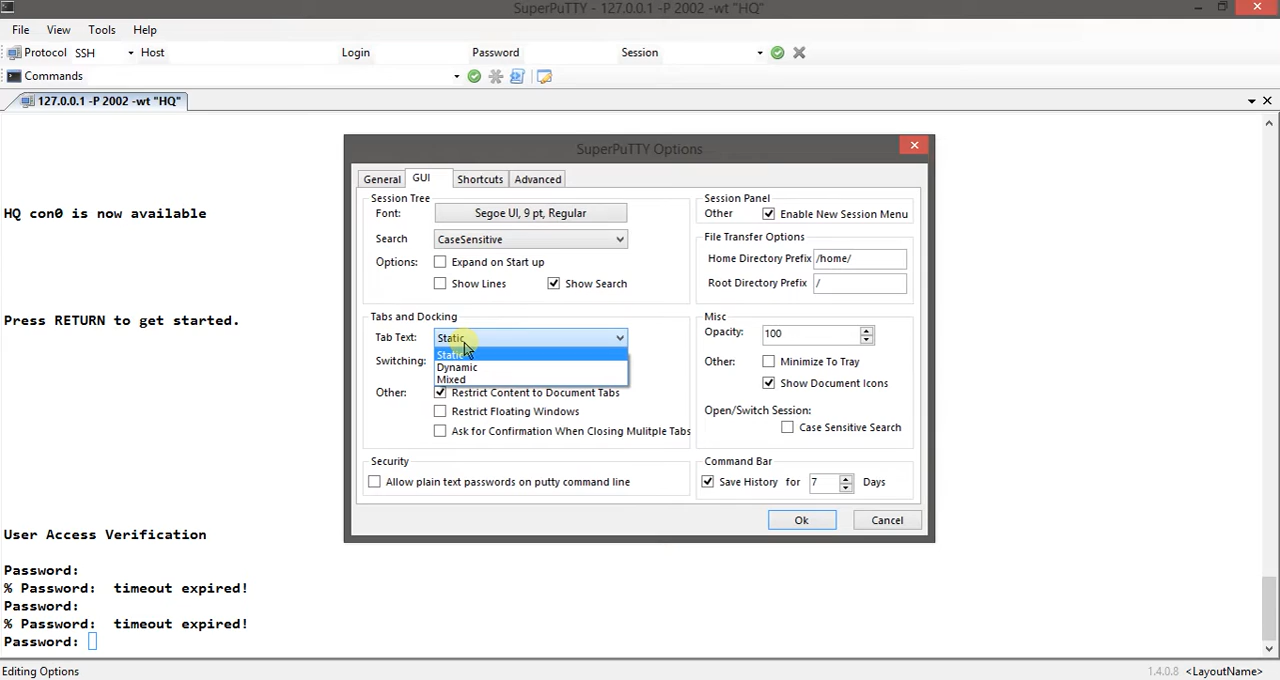 SuperPuTTY - 127.0.0.1 -P 2002 -wt "HQ"
File View Tools Help
Protocol SSH Host Login Password Session
Commands
127.0.0.1 -P 2002 -wt "HQ"
HQ con0 is now available
Press RETURN to get started.
User Access Verification
Password:
% Password:  timeout expired!
Password:
% Password:  timeout expired!
Password:
SuperPuTTY Options
General GUI Shortcuts Advanced
Session Tree
Font: Segoe UI, 9 pt, Regular
Search CaseSensitive
Options: Expand on Start up
Show Lines Show Search
Tabs and Docking
Tab Text: Static
Static
Switching:
Dynamic
Mixed
Other: Restrict Content to Document Tabs
Restrict Floating Windows
Ask for Confirmation When Closing Mulitple Tabs
Security
Allow plain text passwords on putty command line
Session Panel
Other Enable New Session Menu
File Transfer Options
Home Directory Prefix /home/
Root Directory Prefix /
Misc
Opacity: 100
Other: Minimize To Tray
Show Document Icons
Open/Switch Session:
Case Sensitive Search
Command Bar
Save History for 7 Days
Ok Cancel
Editing Options
1.4.0.8 <LayoutName>